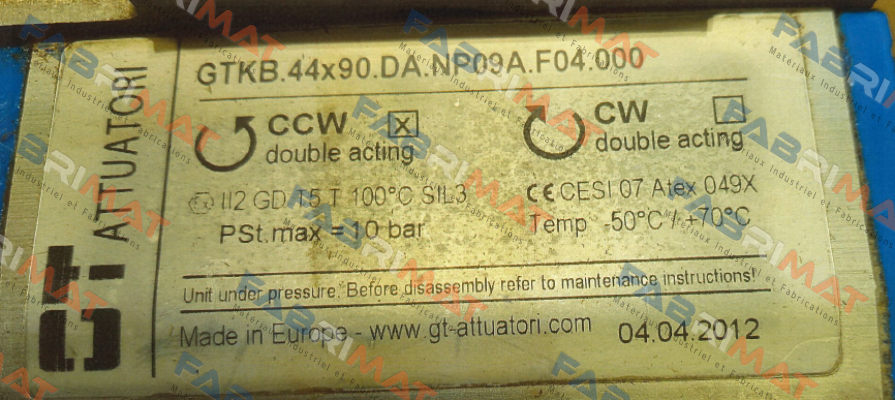 GTKB.44x90.DA.NP09A.F04.000
CCW X
double acting
CW
double acting
II2 GD T5 T 100°C SIL3
PSt.max = 10 bar
CE CESI 07 Atex 049X
Temp -50°C / +70°C
Unit under pressure. Before disassembly refer to maintenance instructions!
Made in Europe - www.gt-attuatori.com 04.04.2012
GT ATTUATORI
FABRIMAT
Matériaux Industriel et Fabrications